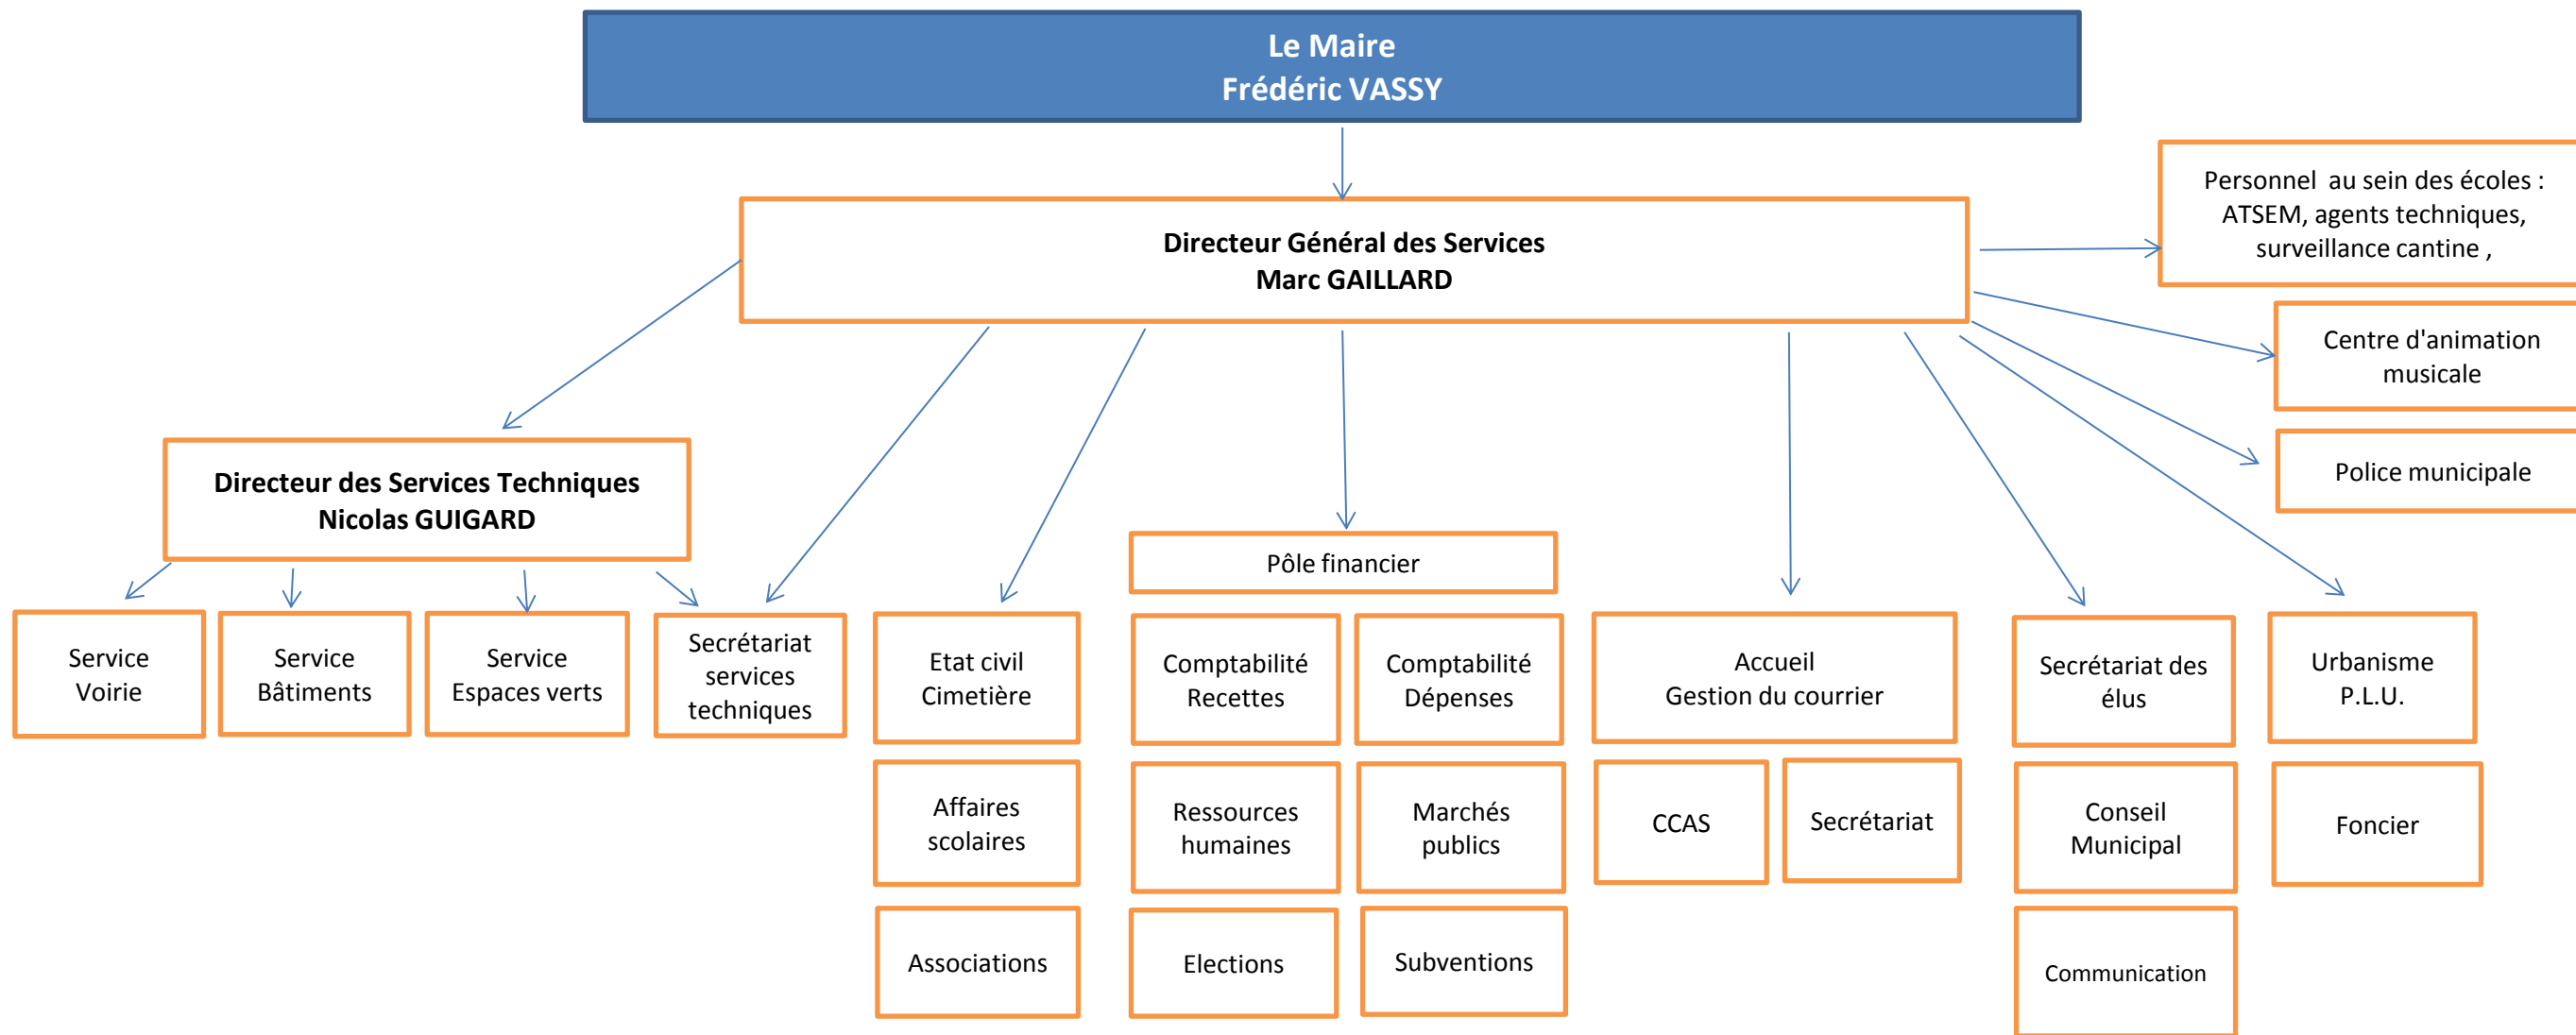 Le Maire
Frédéric VASSY
Personnel  au sein des écoles :
ATSEM, agents techniques,
surveillance cantine ,
Directeur Général des Services
Marc GAILLARD
Centre d'animation
musicale
Police municipale
Directeur des Services Techniques
Nicolas GUIGARD
Pôle financier
Service
Voirie
Service
Bâtiments
Service
Espaces verts
Secrétariat
services
techniques
Etat civil
Cimetière
Comptabilité
Recettes
Comptabilité
Dépenses
Accueil
Gestion du courrier
Secrétariat des
élus
Urbanisme
P.L.U.
Affaires
scolaires
Ressources
humaines
Marchés
publics
CCAS
Secrétariat
Conseil
Municipal
Foncier
Associations
Elections
Subventions
Communication